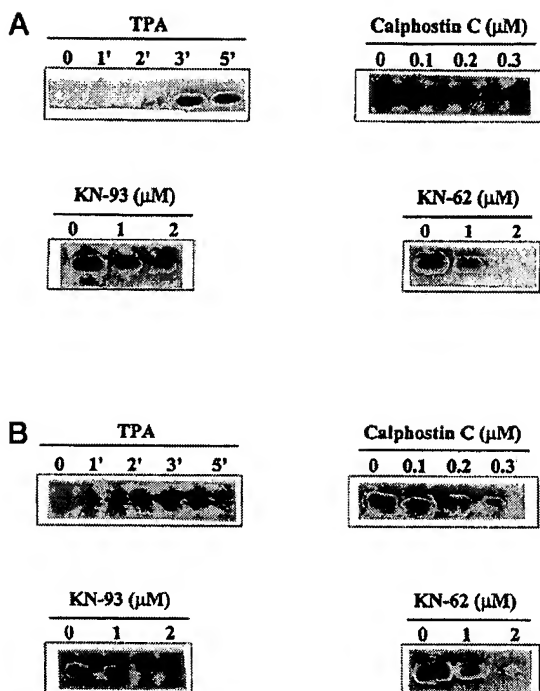 A
TPA
0 1' 2' 3' 5'
Calphostin C (μM)
0 0.1 0.2 0.3
KN-93 (μM)
0 1 2
KN-62 (μM)
0 1 2
B
TPA
0 1' 2' 3' 5'
Calphostin C (μM)
0 0.1 0.2 0.3
KN-93 (μM)
0 1 2
KN-62 (μM)
0 1 2